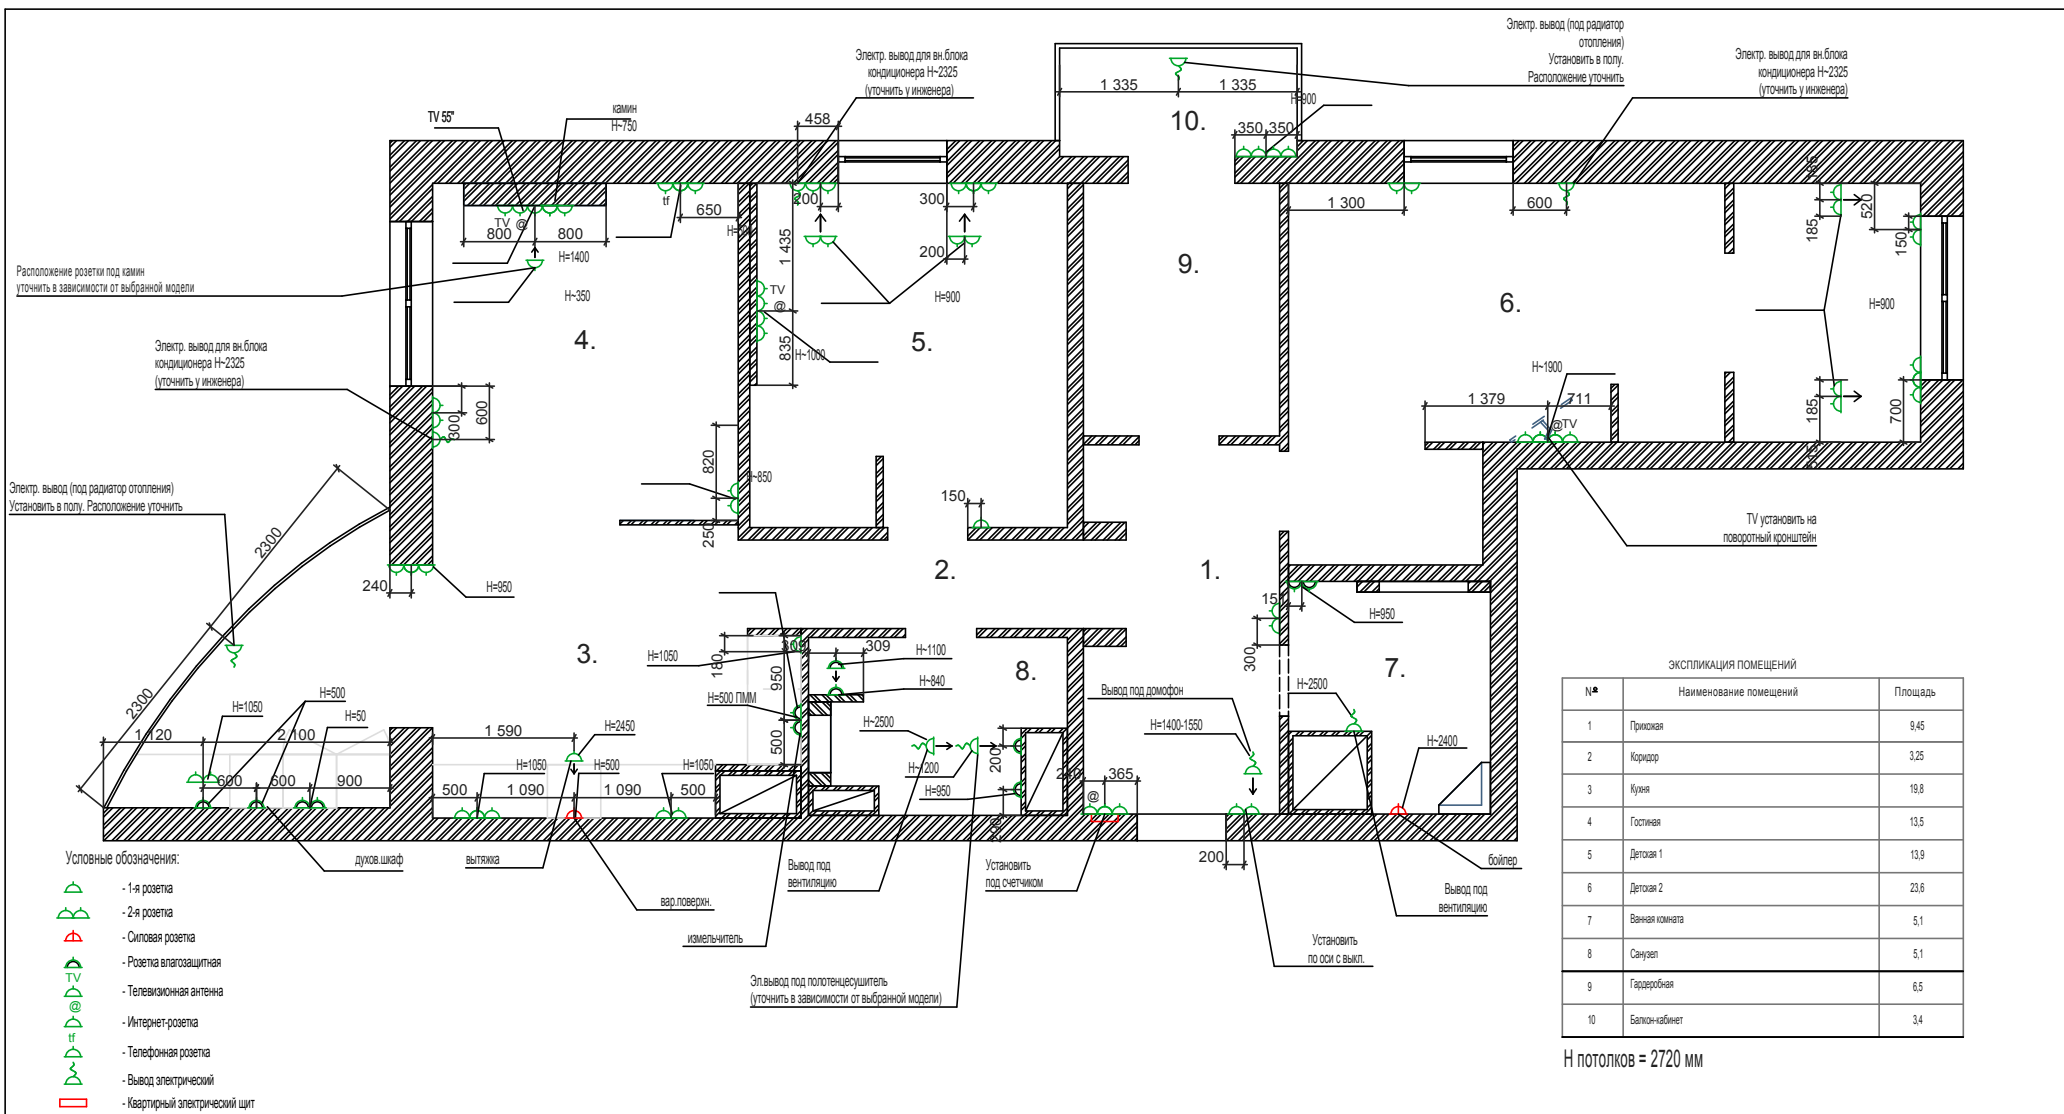 Электр. вывод (под радиатор
отопления)
Установить в полу.
Расположение уточнить
Электр. вывод для вн.блока
кондиционера Н~2325
(уточнить у инженера)
Электр. вывод для вн.блока
кондиционера Н~2325
(уточнить у инженера)
1 335
1 335
H=900
10.
350
350
TV 55"
камин
H~750
458
185
tf
200
300
650
1 300
600
520
TV @
800
800
185
150
H=1400
1 435
200
Расположение розетки под камин
уточнить в зависимости от выбранной модели
H~350
TV
@
H=900
9.
6.
H=900
4.
5.
835
H~1000
Электр. вывод для вн.блока
кондиционера Н~2325
(уточнить у инженера)
H~1900
300
600
1 379
711
185
700
@TV
515
820
H~850
Электр. вывод (под радиатор отопления)
Установить в полу. Расположение уточнить
150
250
2300
TV установить на
поворотный кронштейн
240
H=950
2.
1.
H=950
300
3.
H=1050
180
309
309
H~1100
950
H~840
8.
7.
2300
H=500
H=1050
H=50
H=500 ПММ
H~2500
Вывод под домофон
H=1400-1550
H~2500
H~2400
1 120
2 100
1 590
H=2450
500
200
600
600
900
H=1050
H=500
H=1050
H~1200
H=950
240
365
@
500
1 090
1 090
500
290
200
духов.шкаф
вытяжка
Вывод под
вентиляцию
Установить
под счетчиком
бойлер
вар.поверхн.
Вывод под
вентиляцию
измельчитель
Установить
по оси с выкл.
Эл.вывод под полотенцесушитель
(уточнить в зависимости от выбранной модели)
Условные обозначения:
- 1-я розетка
- 2-я розетка
- Силовая розетка
- Розетка влагозащитная
TV
- Телевизионная антенна
@
- Интернет-розетка
tf
- Телефонная розетка
- Вывод электрический
- Квартирный электрический щит
ЭКСПЛИКАЦИЯ ПОМЕЩЕНИЙ
№ Наименование помещений Площадь
1 Прихожая 9,45
2 Коридор 3,25
3 Кухня 19,8
4 Гостиная 13,5
5 Детская 1 13,9
6 Детская 2 23,6
7 Ванная комната 5,1
8 Санузел 5,1
9 Гардеробная 6,5
10 Балкон-кабинет 3,4
Н потолков = 2720 мм